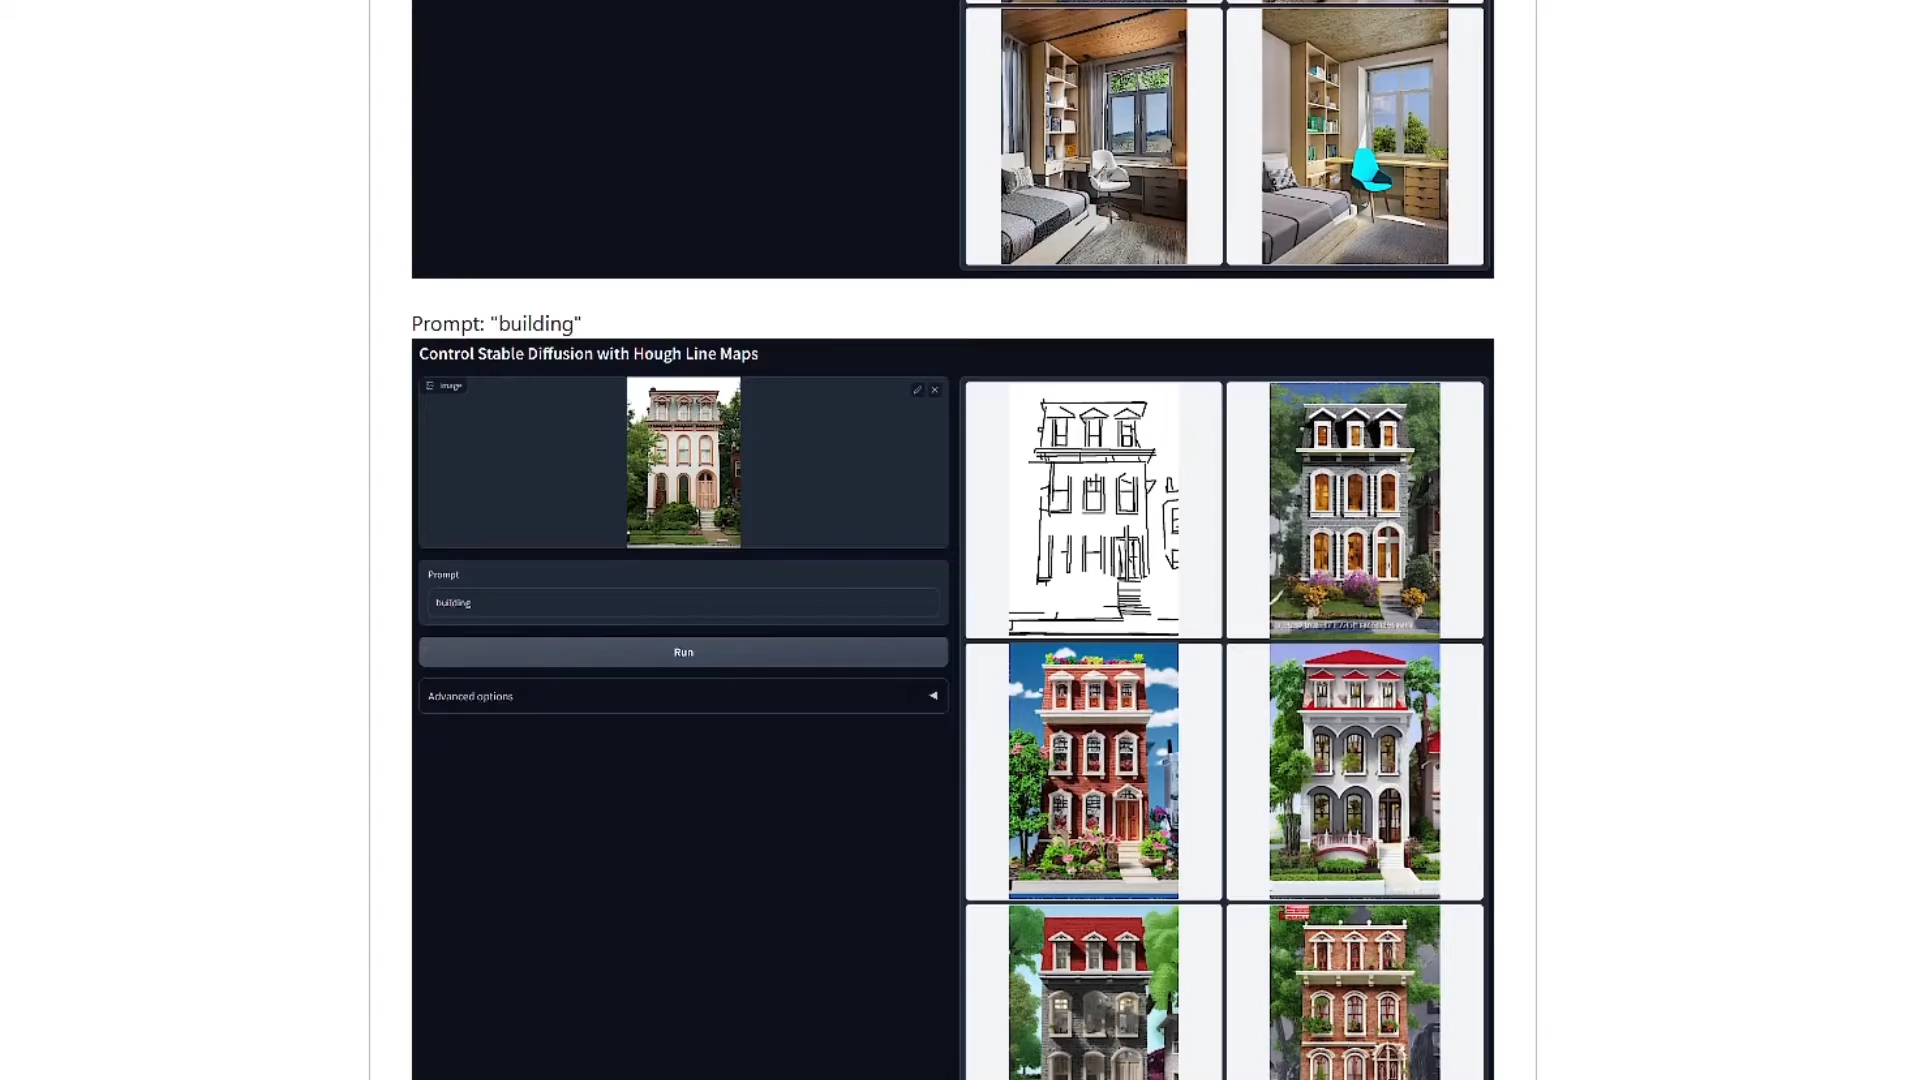 Prompt: "building"
Control Stable Diffusion with Hough Line Maps
Image
Prompt
building
Run
Advanced options